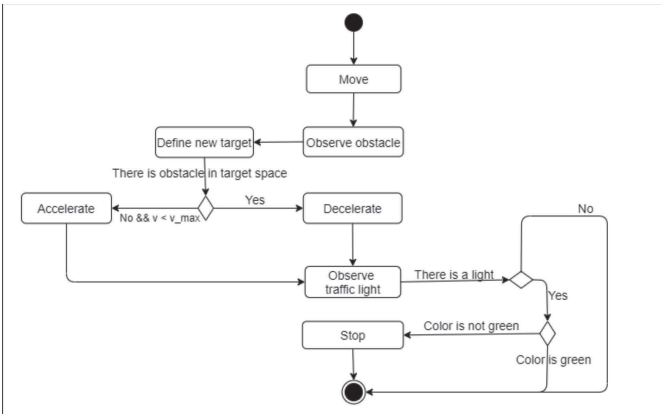 Move
Define new target
Observe obstacle
There is obstacle in target space
Accelerate
No && v < v_max
Yes
Decelerate
No
Observe
traffic light
There is a light
Yes
Stop
Color is not green
Color is green